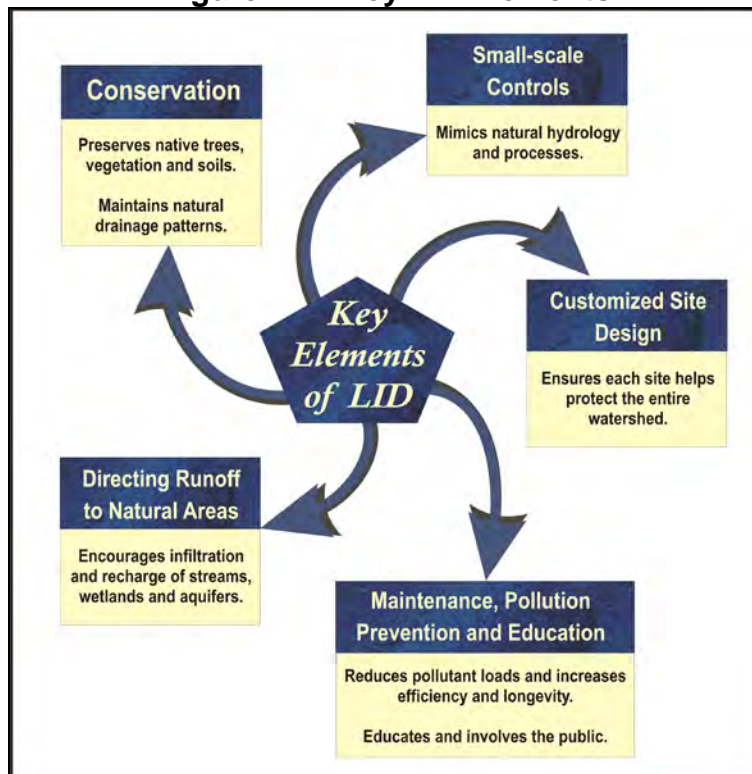 Conservation
Preserves native trees,
vegetation and soils.
Maintains natural
drainage patterns.
Small-scale
Controls
Mimics natural hydrology
and processes.
Key
Elements
of LID
Customized Site
Design
Ensures each site helps
protect the entire
watershed.
Directing Runoff
to Natural Areas
Encourages infiltration
and recharge of streams,
wetlands and aquifers.
Maintenance, Pollution
Prevention and Education
Reduces pollutant loads and increases
efficiency and longevity.
Educates and involves the public.